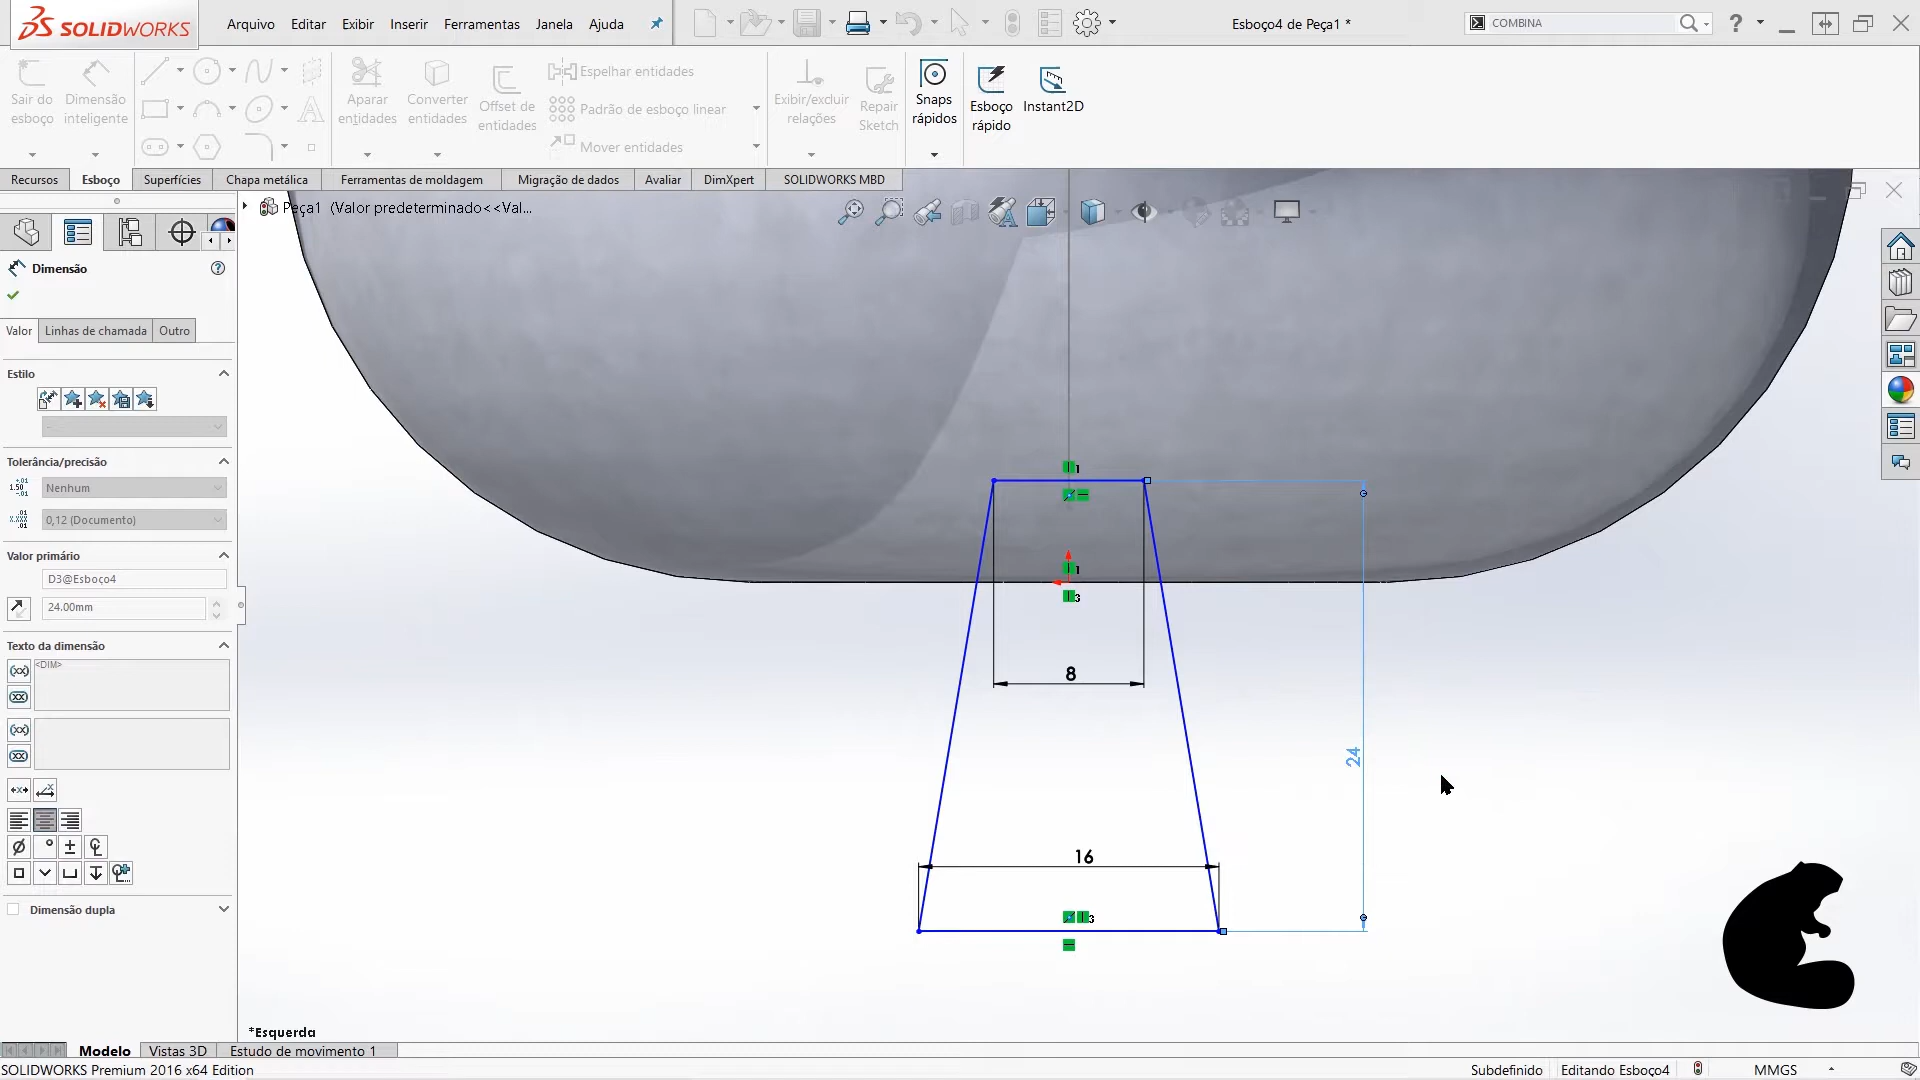 SOLIDWORKS
Arquivo Editar Exibir Inserir Ferramentas Janela Ajuda
Esboço4 de Peça1 *
COMBINA
Sair do esboço
Dimensão inteligente
Aparar entidades
Converter entidades
Offset de entidades
Espelhar entidades
Padrão de esboço linear
Mover entidades
Exibir/excluir relações
Repair Sketch
Snaps rápidos
Esboço rápido
Instant2D
Recursos Esboço Superfícies Chapa metálica Ferramentas de moldagem Migração de dados Avaliar DimXpert SOLIDWORKS MBD
Peça1 (Valor predeterminado<<Val...
Dimensão
Valor Linhas de chamada Outro
Estilo
Tolerância/precisão
Nenhum
0,12 (Documento)
Valor primário
D3@Esboço4
24.00mm
Texto da dimensão
<DIM>
Dimensão dupla
1
1
3
8
24
16
3
*Esquerda
Modelo Vistas 3D Estudo de movimento 1
SOLIDWORKS Premium 2016 x64 Edition
Subdefinido Editando Esboço4 MMGS